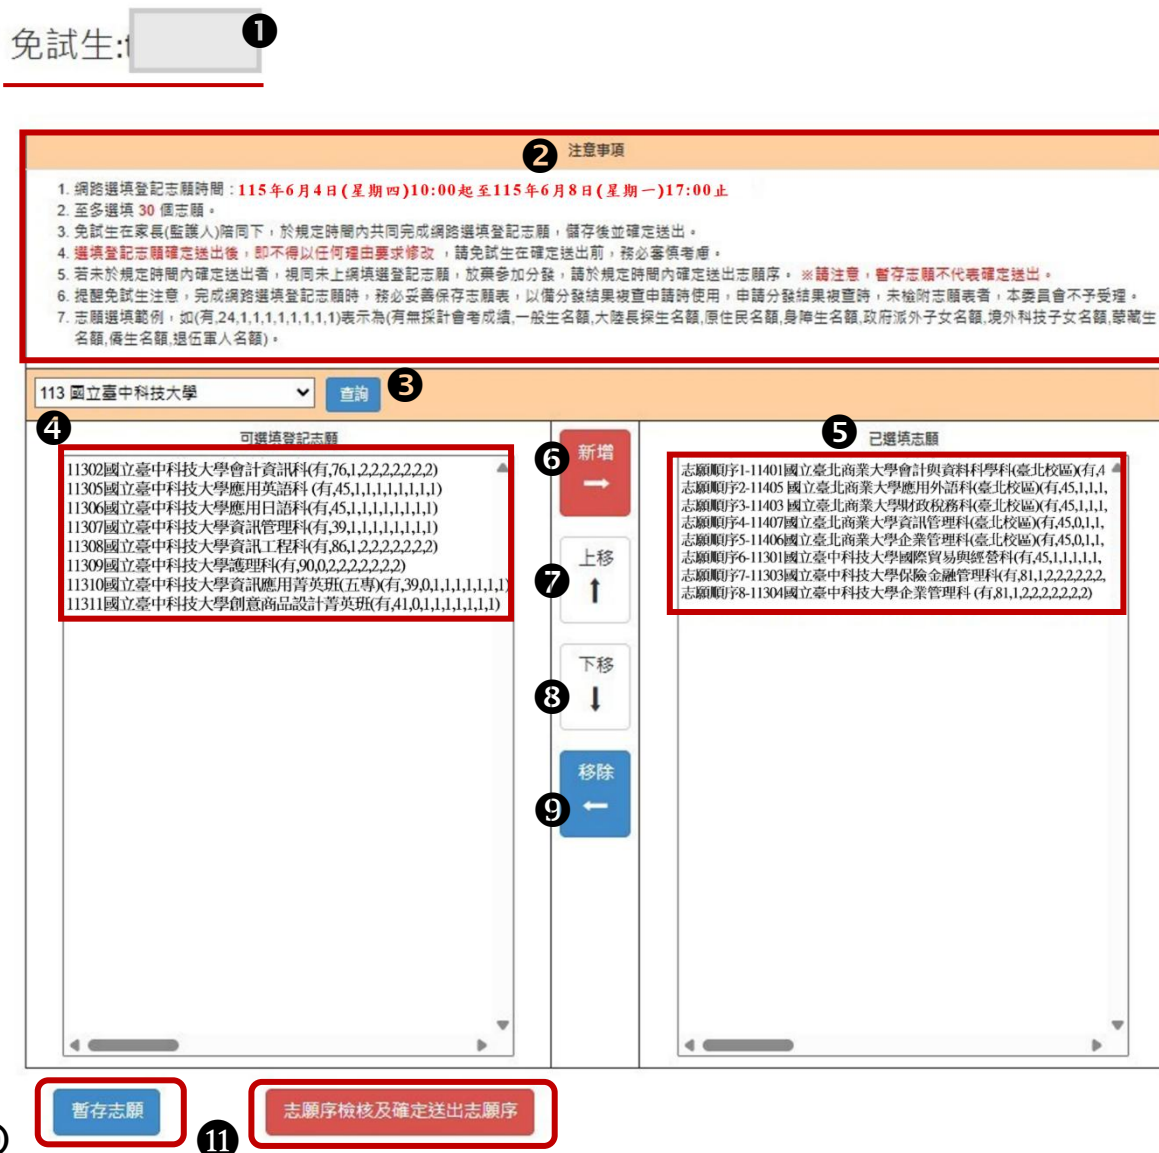 免試生:t
❶
❷ 注意事項
1. 網路選填登記志願時間:115年6月4日(星期四)10:00起至115年6月8日(星期一)17:00止
2. 至多選填 30 個志願。
3. 免試生在家長(監護人)陪同下,於規定時間內共同完成網路選填登記志願,儲存後並確定送出。
4. 選填登記志願確定送出後,即不得以任何理由要求修改,請免試生在確定送出前,務必審慎考慮。
5. 若未於規定時間內確定送出者,視同未上網填選登記志願,放棄參加分發,請於規定時間內確定送出志願序。 ※請注意,暫存志願不代表確定送出。
6. 提醒免試生注意,完成網路選填登記志願時,務必妥善保存志願表,以備分發結果複查申請時使用,申請分發結果複查時,未檢附志願表者,本委員會不予受理。
7. 志願選填範例,如(有,24,1,1,1,1,1,1,1,1)表示為(有無採計會考成績,一般生名額,大陸長探生名額,原住民名額,身障生名額,政府派外子女名額,境外科技子女名額,蒙藏生
名額,僑生名額,退伍軍人名額)。
113 國立臺中科技大學
查詢 ❸
❹ 可選填登記志願
11302國立臺中科技大學會計資訊科(有,76,1,2,2,2,2,2,2,2)
11305國立臺中科技大學應用英語科 (有,45,1,1,1,1,1,1,1,1)
11306國立臺中科技大學應用日語科(有,45,1,1,1,1,1,1,1,1)
11307國立臺中科技大學資訊管理科(有,39,1,1,1,1,1,1,1,1)
11308國立臺中科技大學資訊工程科(有,86,1,2,2,2,2,2,2,2)
11309國立臺中科技大學護理科(有,90,0,2,2,2,2,2,2,2)
11310國立臺中科技大學資訊應用菁英班(五專)(有,39,0,1,1,1,1,1,1,1)
11311國立臺中科技大學創意商品設計菁英班(有,41,0,1,1,1,1,1,1,1)
❻ 新增
❼ 上移
❽ 下移
❾ 移除
❺ 已選填志願
志願順序1-11401國立臺北商業大學會計與資料科學科(臺北校區)(有,4
志願順序2-11405 國立臺北商業大學應用外語科(臺北校區)(有,45,1,1,1,
志願順序3-11403 國立臺北商業大學財政稅務科(臺北校區)(有,45,1,1,1,
志願順序4-11407國立臺北商業大學資訊管理科(臺北校區)(有,45,0,1,1,
志願順序5-11406國立臺北商業大學企業管理科(臺北校區)(有,45,0,1,1,
志願順序6-11301國立臺中科技大學國際貿易與經營科(有,45,1,1,1,1,1,
志願順序7-11303國立臺中科技大學保險金融管理科(有,81,1,2,2,2,2,2,2,
志願順序8-11304國立臺中科技大學企業管理科 (有,81,1,2,2,2,2,2,2,2)
暫存志願
⓫ 志願序檢核及確定送出志願序